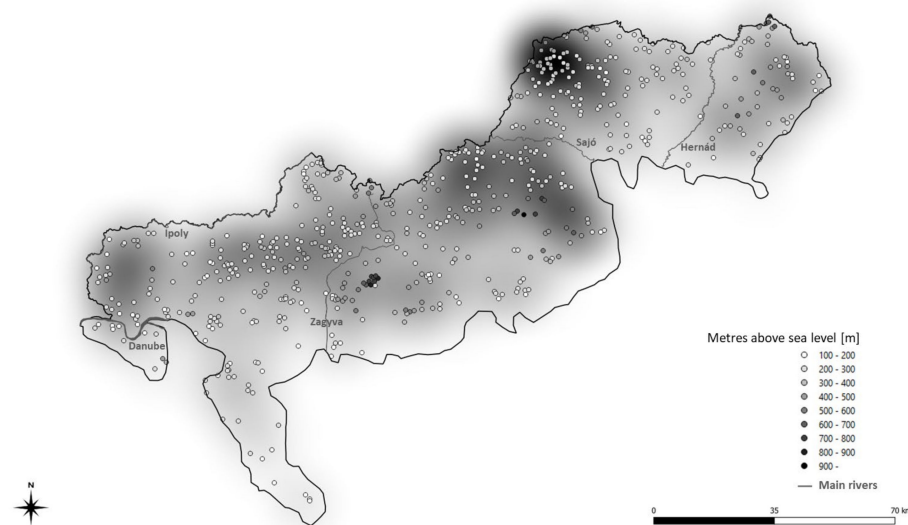 Sajó
Hernád
Ipoly
Zagyva
Danube
Metres above sea level [m]
100 - 200
200 - 300
300 - 400
400 - 500
500 - 600
600 - 700
700 - 800
800 - 900
900 -
Main rivers
N
0 35 70 kr